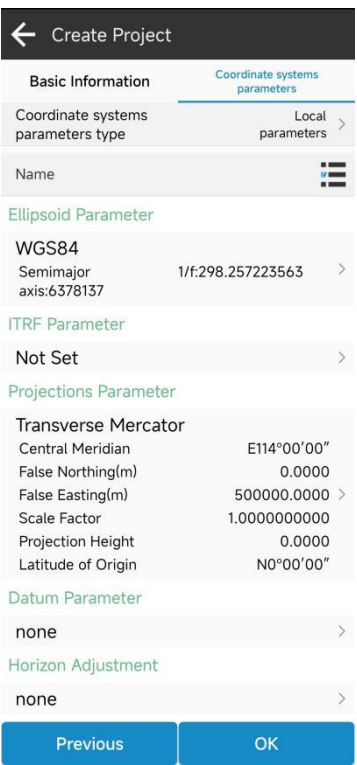 Create Project
Basic Information
Coordinate systems
parameters
Coordinate systems
parameters type
Local
parameters
Name
Ellipsoid Parameter
WGS84
Semimajor
axis:6378137
1/f:298.257223563
ITRF Parameter
Not Set
Projections Parameter
Transverse Mercator
Central Meridian E114°00'00"
False Northing(m) 0.0000
False Easting(m) 500000.0000
Scale Factor 1.0000000000
Projection Height 0.0000
Latitude of Origin N0°00'00"
Datum Parameter
none
Horizon Adjustment
none
Previous OK